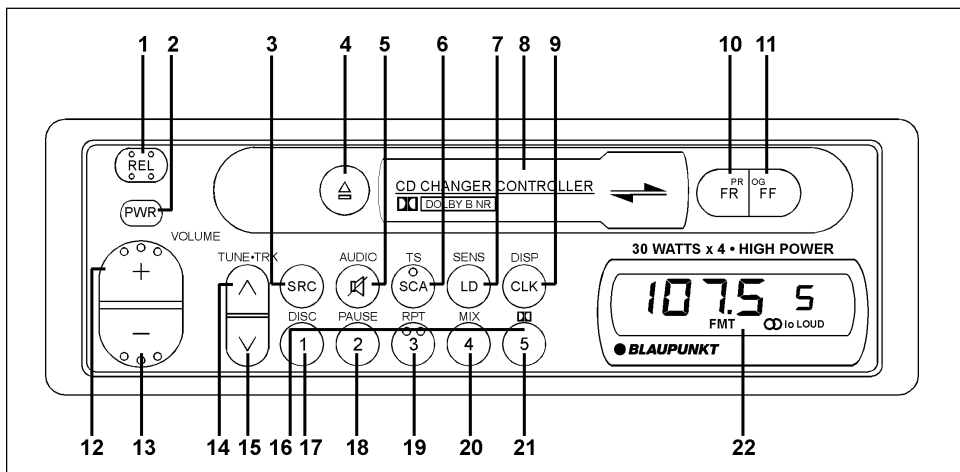 1 2 3 4 5 6 7 8 9 10 11
REL
CD CHANGER CONTROLLER
DOLBY B NR
PR OG
FR FF
PWR
VOLUME
30 WATTS x 4 • HIGH POWER
TUNE•TRK AUDIO TS SENS DISP
+
SRC SCA LD CLK
107.5 5
FMT lo LOUD
DISC PAUSE RPT MIX
−
1 2 3 4 5
BLAUPUNKT
12 13 14 15 16 17 18 19 20 21 22